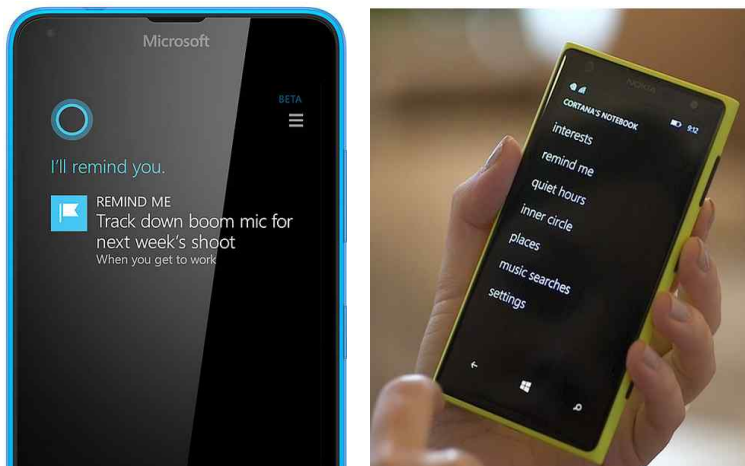 Microsoft
BETA
I'll remind you.
REMIND ME
Track down boom mic for
next week's shoot
When you get to work
NOKIA
CORTANA'S NOTEBOOK
9:12
interests
remind me
quiet hours
inner circle
places
music searches
settings